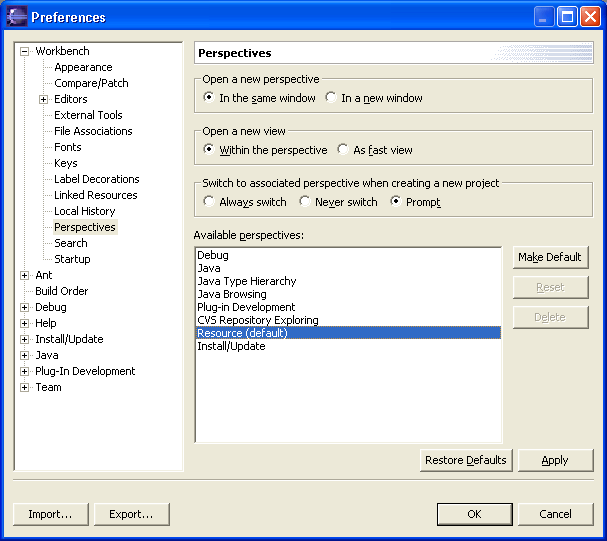 Preferences
Workbench
Appearance
Compare/Patch
Editors
External Tools
File Associations
Fonts
Keys
Label Decorations
Linked Resources
Local History
Perspectives
Search
Startup
Ant
Build Order
Debug
Help
Install/Update
Java
Plug-In Development
Team
Perspectives
Open a new perspective
In the same window
In a new window
Open a new view
Within the perspective
As fast view
Switch to associated perspective when creating a new project
Always switch
Never switch
Prompt
Available perspectives:
Debug
Java
Java Type Hierarchy
Java Browsing
Plug-in Development
CVS Repository Exploring
Resource (default)
Install/Update
Make Default
Reset
Delete
Restore Defaults
Apply
Import...
Export...
OK
Cancel